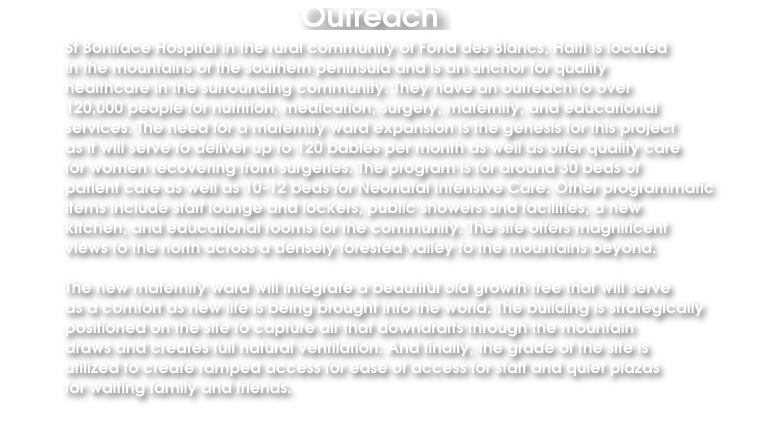 Outreach
St Boniface Hospital in the rural community of Fond des Blancs, Haiti is located
in the mountains of the southern peninsula and is an anchor for quality
healthcare in the surrounding community. They have an outreach to over
120,000 people for nutrition, medication, surgery, maternity, and educational
services. The need for a maternity ward expansion is the genesis for this project
as it will serve to deliver up to 120 babies per month as well as offer quality care
for women recovering from surgeries. The program is for around 30 beds of
patient care as well as 10-12 beds for Neonatal Intensive Care. Other programmatic
items include staff lounge and lockers, public showers and facilities, a new
kitchen, and educational rooms for the community. The site offers magnificent
views to the north across a densely forested valley to the mountains beyond.
The new maternity ward will integrate a beautiful old growth tree that will serve
as a comfort as new life is being brought into the world. The building is strategically
positioned on the site to capture air that downdrafts through the mountain
draws and creates full natural ventilation. And finally, the grade of the site is
utilized to create ramped access for ease of access for staff and quiet plazas
for waiting family and friends.